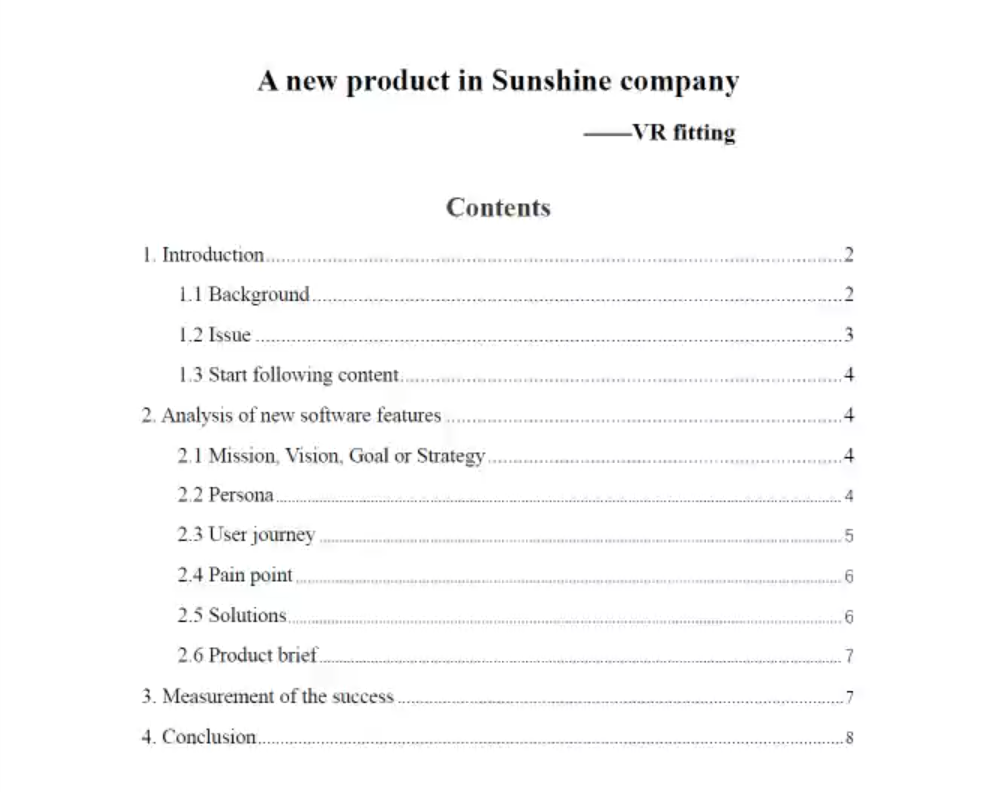 A new product in Sunshine company
——VR fitting
Contents
1. Introduction........................................2
1.1 Background........................................2
1.2 Issue........................................3
1.3 Start following content........................................4
2. Analysis of new software features........................................4
2.1 Mission, Vision, Goal or Strategy........................................4
2.2 Persona........................................4
2.3 User journey........................................5
2.4 Pain point........................................6
2.5 Solutions........................................6
2.6 Product brief........................................7
3. Measurement of the success........................................7
4. Conclusion........................................8